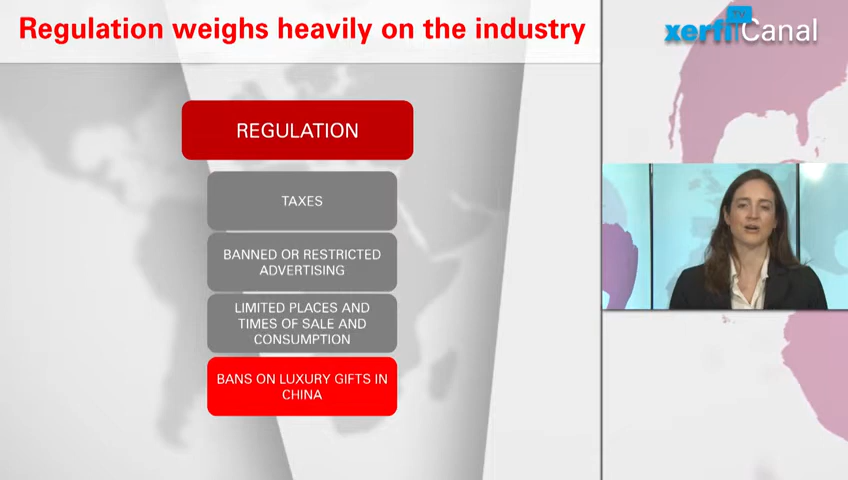 Regulation weighs heavily on the industry
xerfi Canal
TV
REGULATION
TAXES
BANNED OR RESTRICTED
ADVERTISING
LIMITED PLACES AND
TIMES OF SALE AND
CONSUMPTION
BANS ON LUXURY GIFTS IN
CHINA